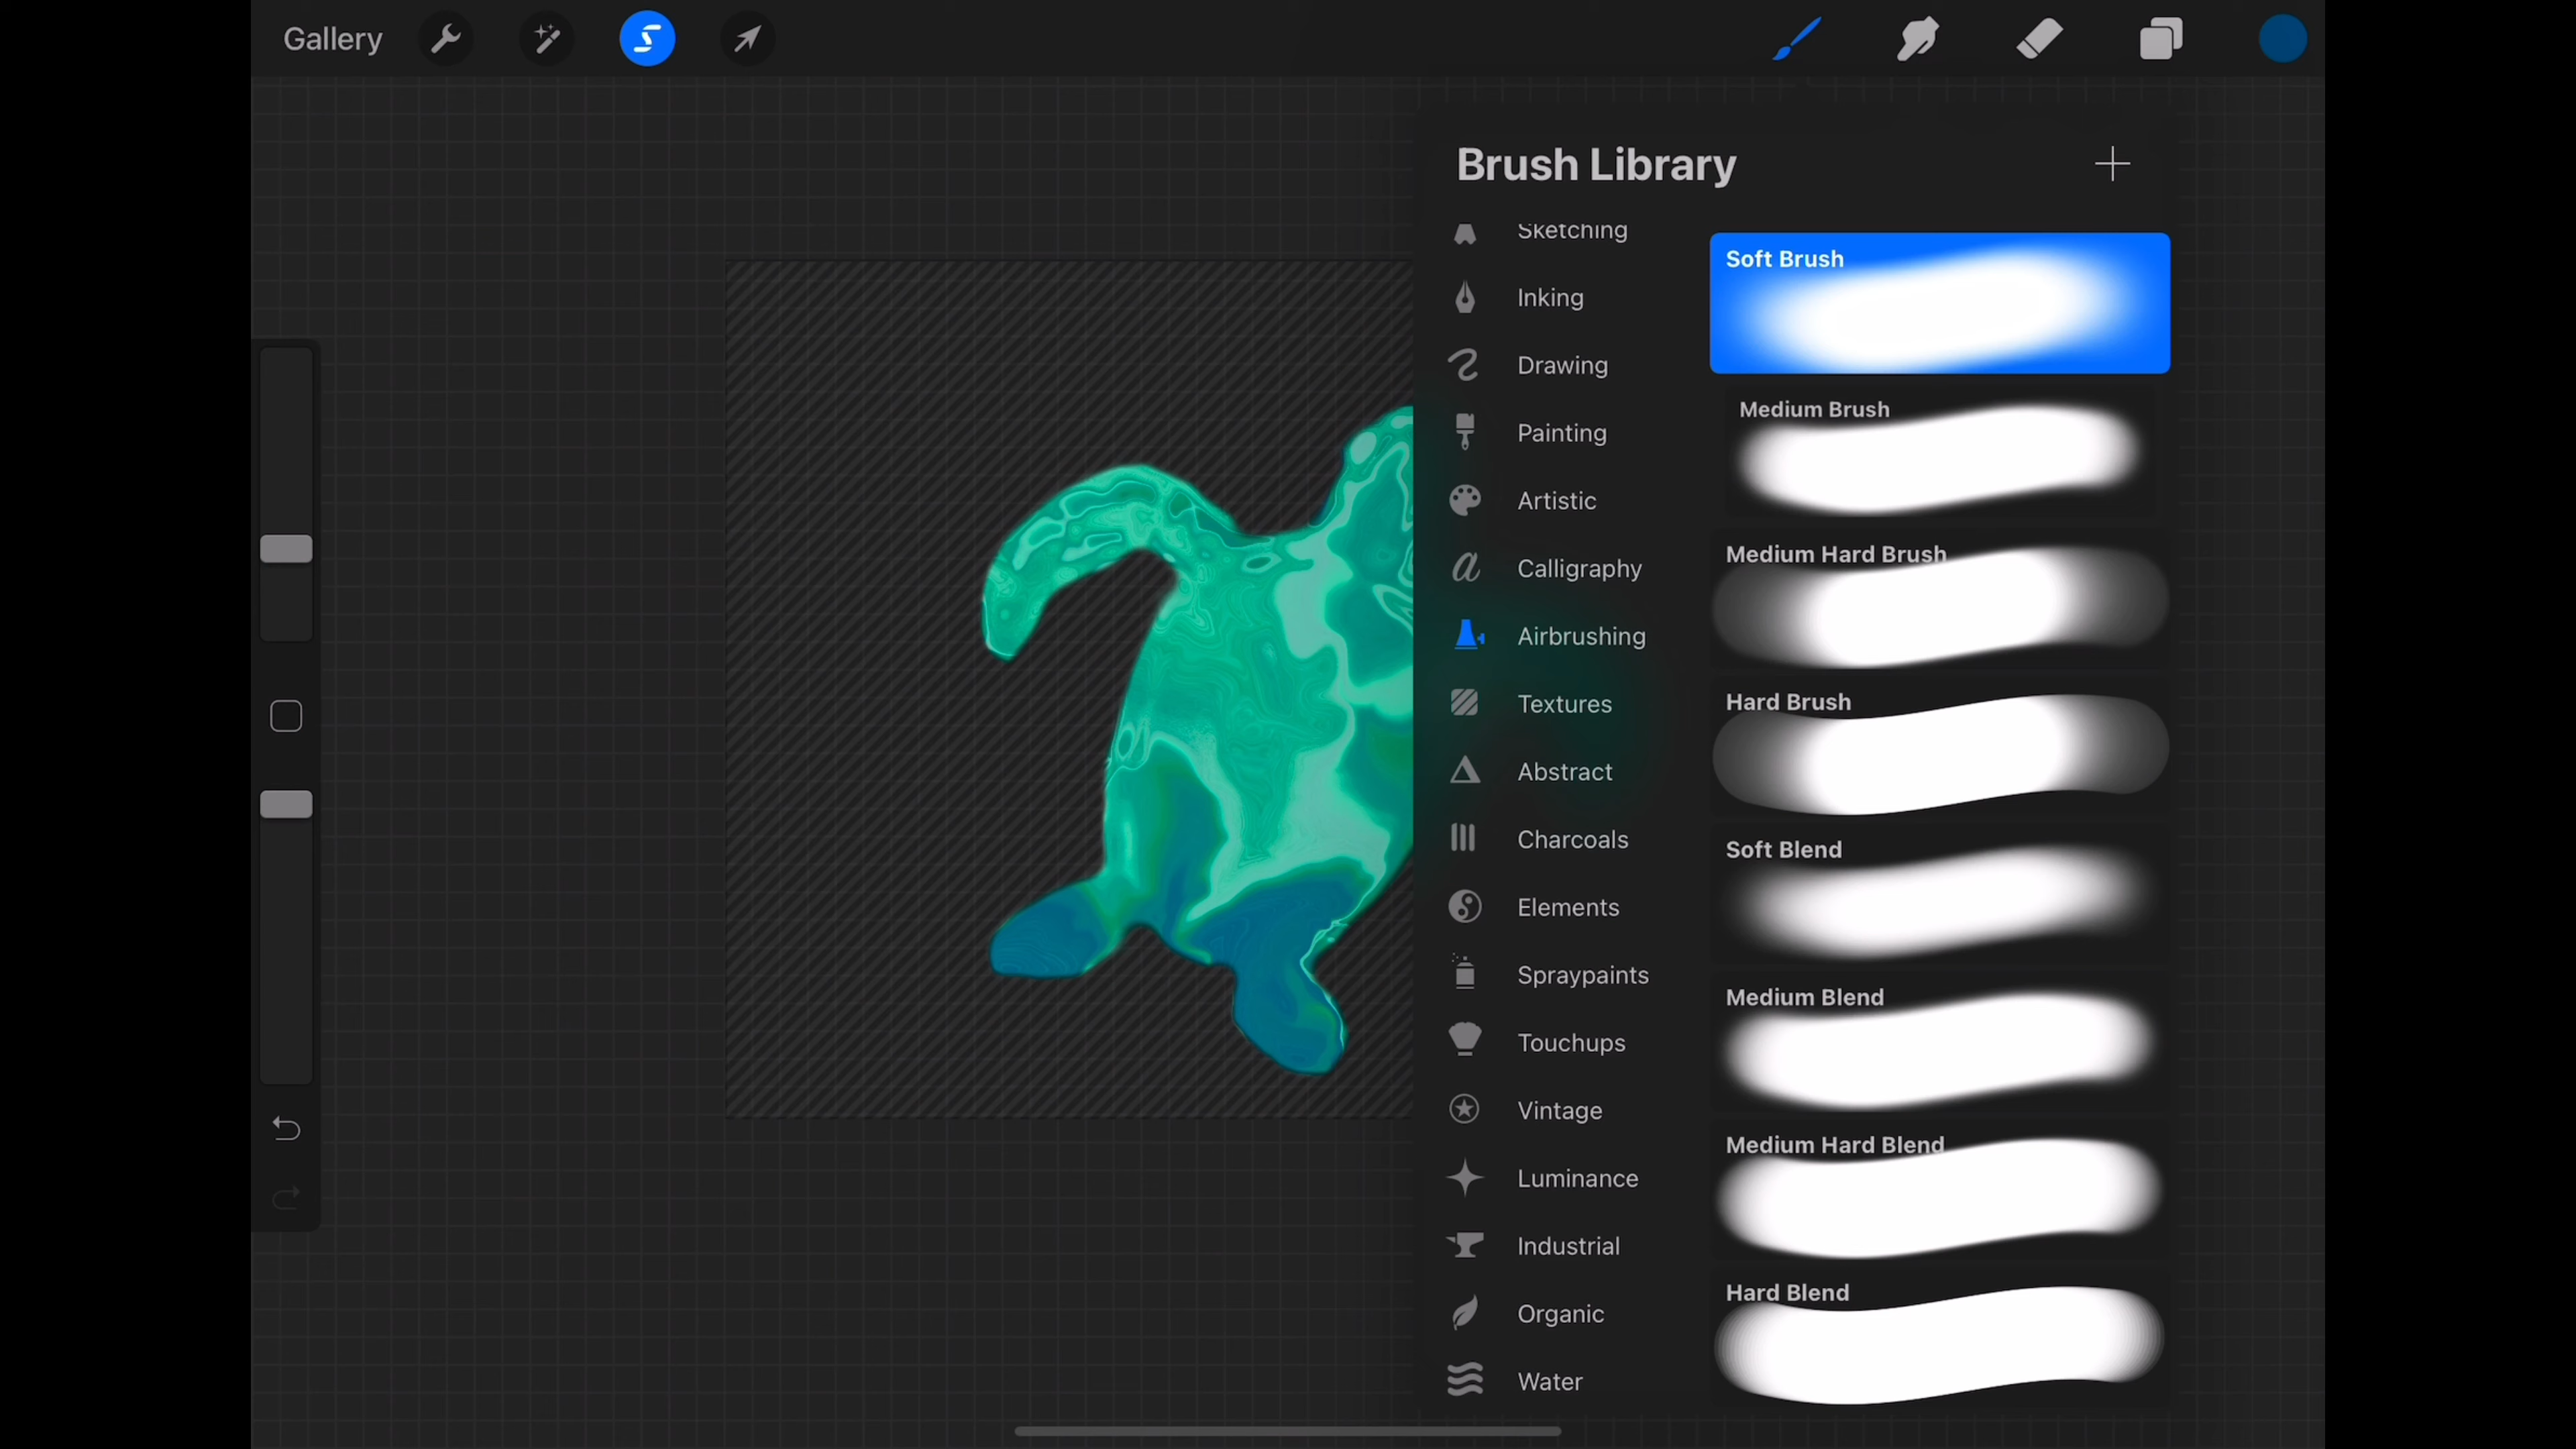 Gallery
Brush Library
Sketching
Inking
Drawing
Painting
Artistic
Calligraphy
Airbrushing
Textures
Abstract
Charcoals
Elements
Spraypaints
Touchups
Vintage
Luminance
Industrial
Organic
Water
Soft Brush
Medium Brush
Medium Hard Brush
Hard Brush
Soft Blend
Medium Blend
Medium Hard Blend
Hard Blend